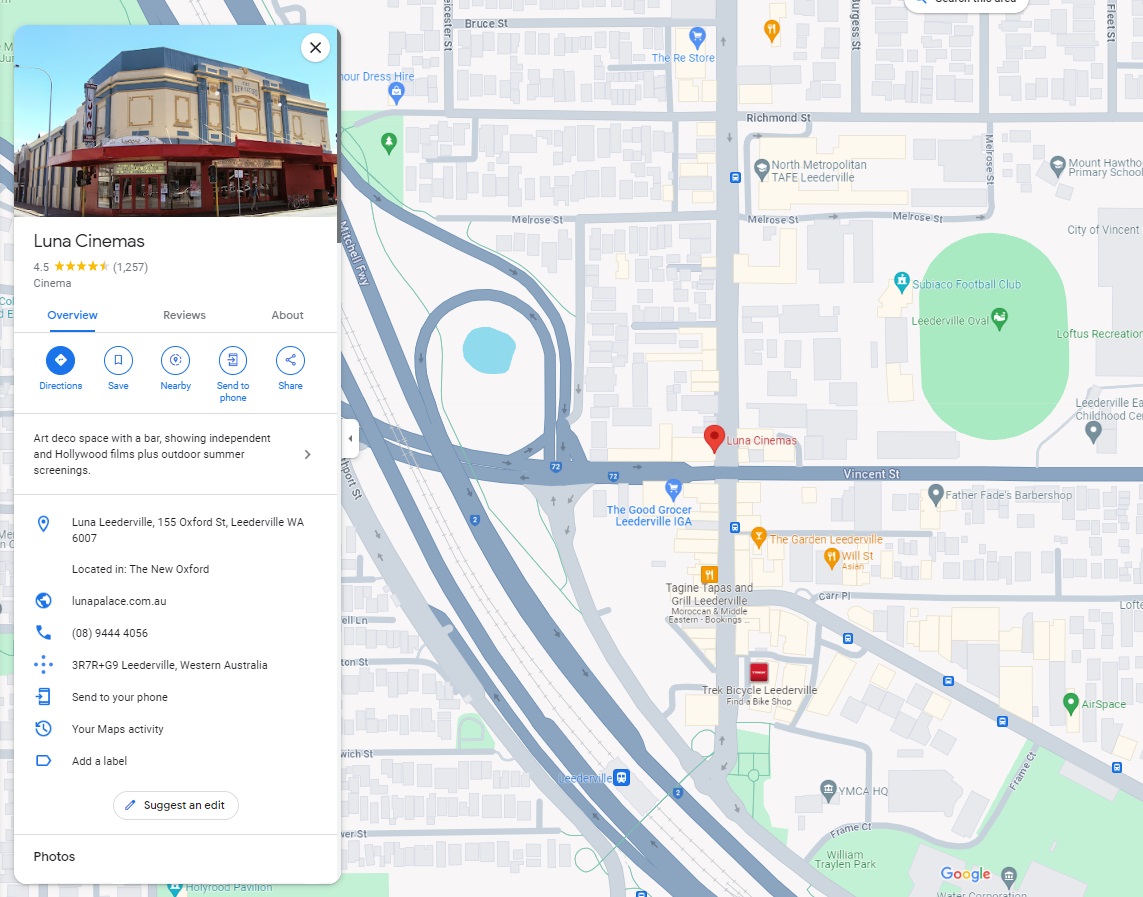 Luna Cinemas
4.5
(1,257)
Cinema
Overview
Reviews
About
Directions
Save
Nearby
Send to
phone
Share
Art deco space with a bar, showing independent
and Hollywood films plus outdoor summer
screenings.
Luna Leederville, 155 Oxford St, Leederville WA
6007
Located in: The New Oxford
lunapalace.com.au
(08) 9444 4056
3R7R+G9 Leederville, Western Australia
Send to your phone
Your Maps activity
Add a label
Suggest an edit
Photos
LUNA
Search this area
Bruce St
eicester St
Burgess St
Fleet St
The Re Store
our Dress Hire
Richmond St
North Metropolitan
TAFE Leederville
Melrose St
Mount Hawtho
Primary School
Melrose St
Melrose St
Melrose St
City of Vincent
Mitchell Fwy
Subiaco Football Club
Leederville Oval
Loftus Recreation
Leederville Ea
Childhood Cen
Luna Cinemas
72
72
Vincent St
The Good Grocer
Leederville IGA
Father Fade's Barbershop
The Garden Leederville
Will St
Asian
Tagine Tapas and
Grill Leederville
Moroccan & Middle
Eastern · Bookings ...
Carr Pl
Lofte
hport St
2
ell Ln
ton St
Trek Bicycle Leederville
Find a Bike Shop
AirSpace
wich St
Leederville
2
YMCA HQ
Frame Ct
Frame Ct
wer St
William
Traylen Park
Google
Water Corporation
Holyrood Pavilion